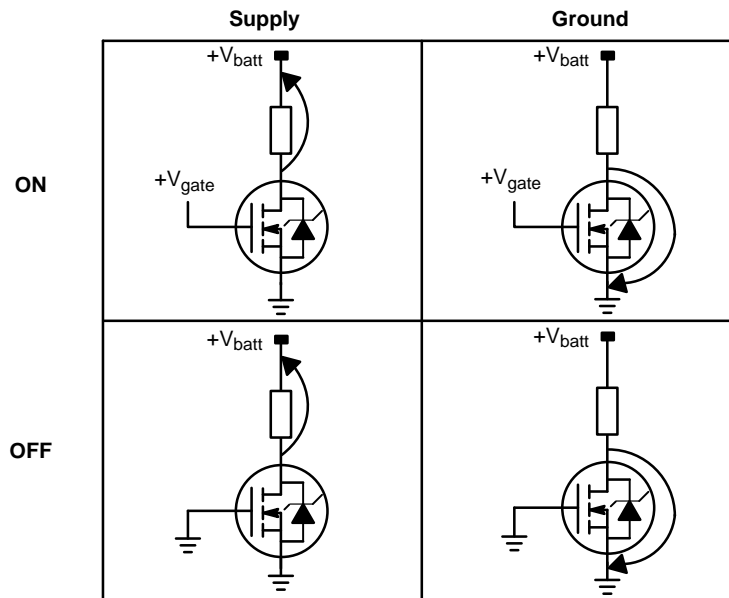 Supply Ground
+Vbatt +Vbatt
ON
+Vgate +Vgate
+Vbatt +Vbatt
OFF